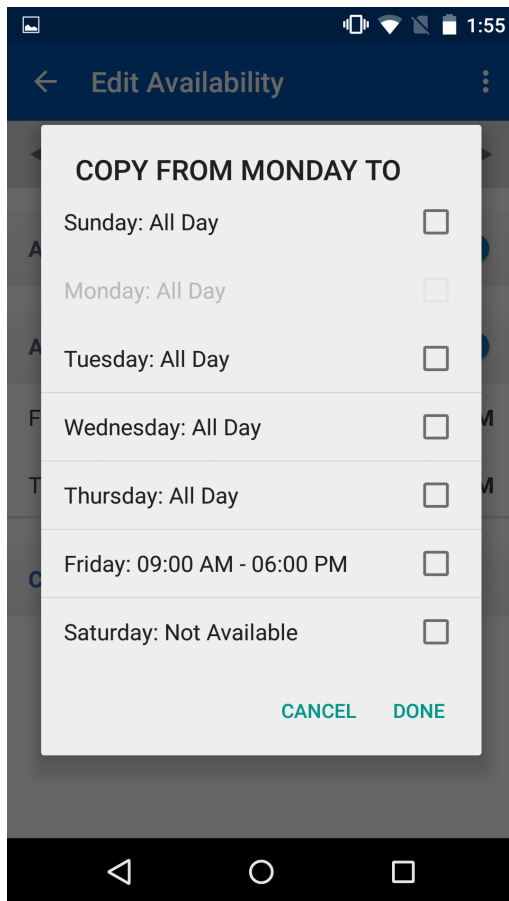 1:55
Edit Availability
COPY FROM MONDAY TO
Sunday: All Day
Monday: All Day
Tuesday: All Day
Wednesday: All Day
Thursday: All Day
Friday: 09:00 AM - 06:00 PM
Saturday: Not Available
CANCEL DONE